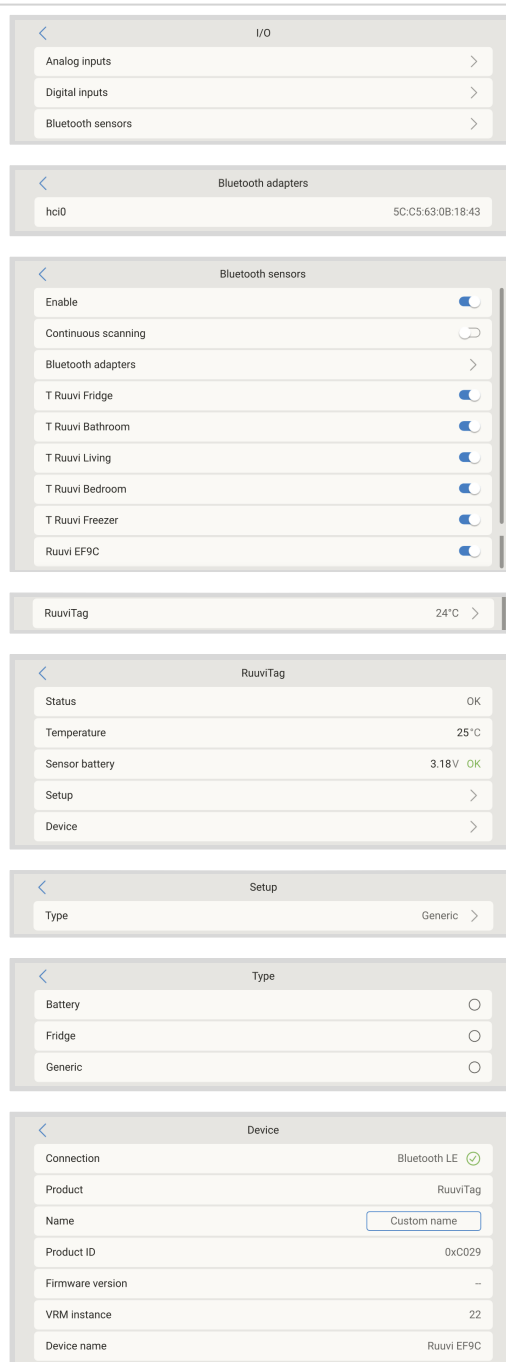 I/O
Analog inputs
Digital inputs
Bluetooth sensors
Bluetooth adapters
hci0 5C:C5:63:0B:18:43
Bluetooth sensors
Enable
Continuous scanning
Bluetooth adapters
T Ruuvi Fridge
T Ruuvi Bathroom
T Ruuvi Living
T Ruuvi Bedroom
T Ruuvi Freezer
Ruuvi EF9C
RuuviTag 24°C
RuuviTag
Status OK
Temperature 25°C
Sensor battery 3.18V OK
Setup
Device
Setup
Type Generic
Type
Battery
Fridge
Generic
Device
Connection Bluetooth LE
Product RuuviTag
Name Custom name
Product ID 0xC029
Firmware version --
VRM instance 22
Device name Ruuvi EF9C